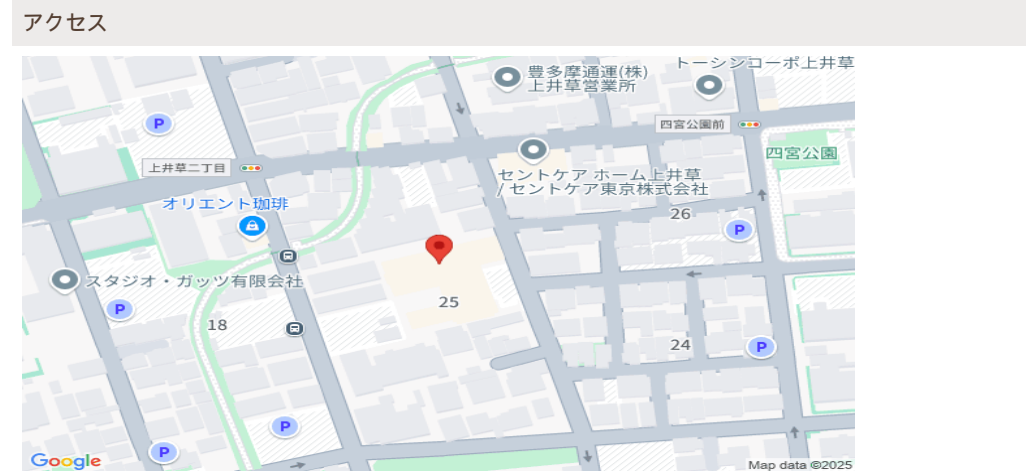 アクセス
トーシンコーポ上井草
豊多摩通運(株)
上井草営業所
P
四宮公園前
四宮公園
上井草二丁目
セントケア ホーム上井草
/ セントケア東京株式会社
オリエント珈琲
26
P
スタジオ・ガッツ有限会社
25
P
18
24
P
P
P
Google
Map data ©2025